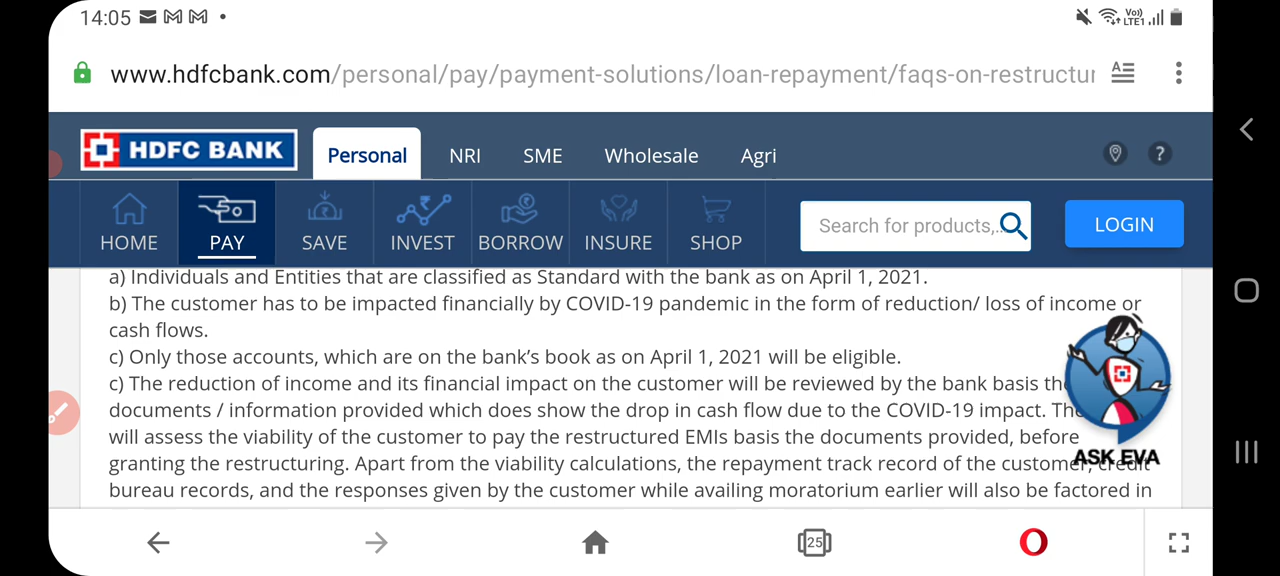 14:05
Vo))
LTE1
www.hdfcbank.com/personal/pay/payment-solutions/loan-repayment/faqs-on-restructur
HDFC BANK
Personal NRI SME Wholesale Agri ?
HOME PAY SAVE INVEST BORROW INSURE SHOP Search for products,.. LOGIN
a) Individuals and Entities that are classified as Standard with the bank as on April 1, 2021.
b) The customer has to be impacted financially by COVID-19 pandemic in the form of reduction/ loss of income or
cash flows.
c) Only those accounts, which are on the bank's book as on April 1, 2021 will be eligible.
c) The reduction of income and its financial impact on the customer will be reviewed by the bank basis the
documents / information provided which does show the drop in cash flow due to the COVID-19 impact. The
will assess the viability of the customer to pay the restructured EMIs basis the documents provided, before
granting the restructuring. Apart from the viability calculations, the repayment track record of the customer, credit
bureau records, and the responses given by the customer while availing moratorium earlier will also be factored in
ASK EVA
25